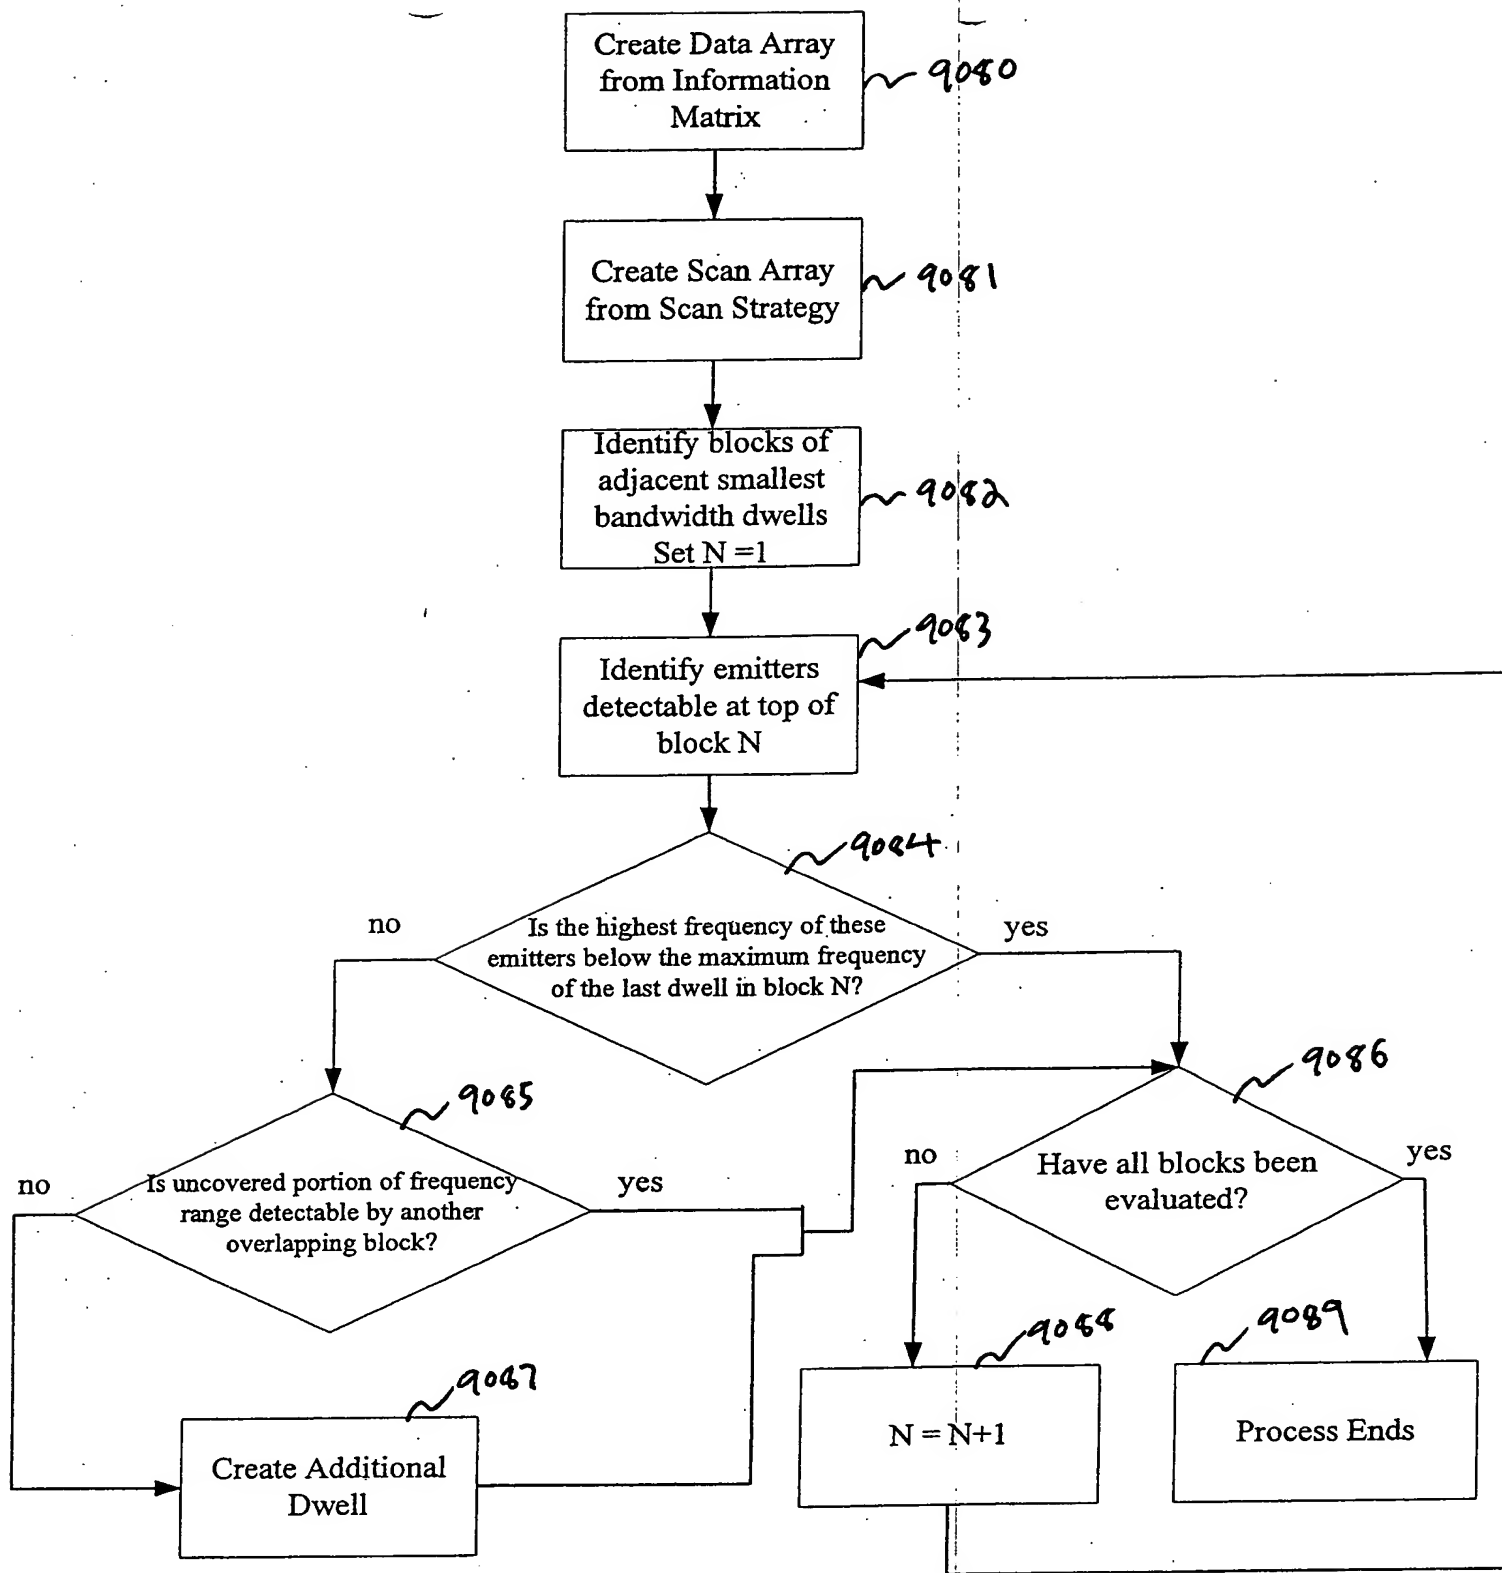 Create Data Array
from Information
Matrix
9080
Create Scan Array
from Scan Strategy
9081
Identify blocks of
adjacent smallest
bandwidth dwells
Set N =1
9082
9083
Identify emitters
detectable at top of
block N
9084
no
Is the highest frequency of these
emitters below the maximum frequency
of the last dwell in block N?
yes
9085
no
Is uncovered portion of frequency
range detectable by another
overlapping block?
yes
9086
no
Have all blocks been
evaluated?
yes
9087
Create Additional
Dwell
9088
N = N+1
9089
Process Ends